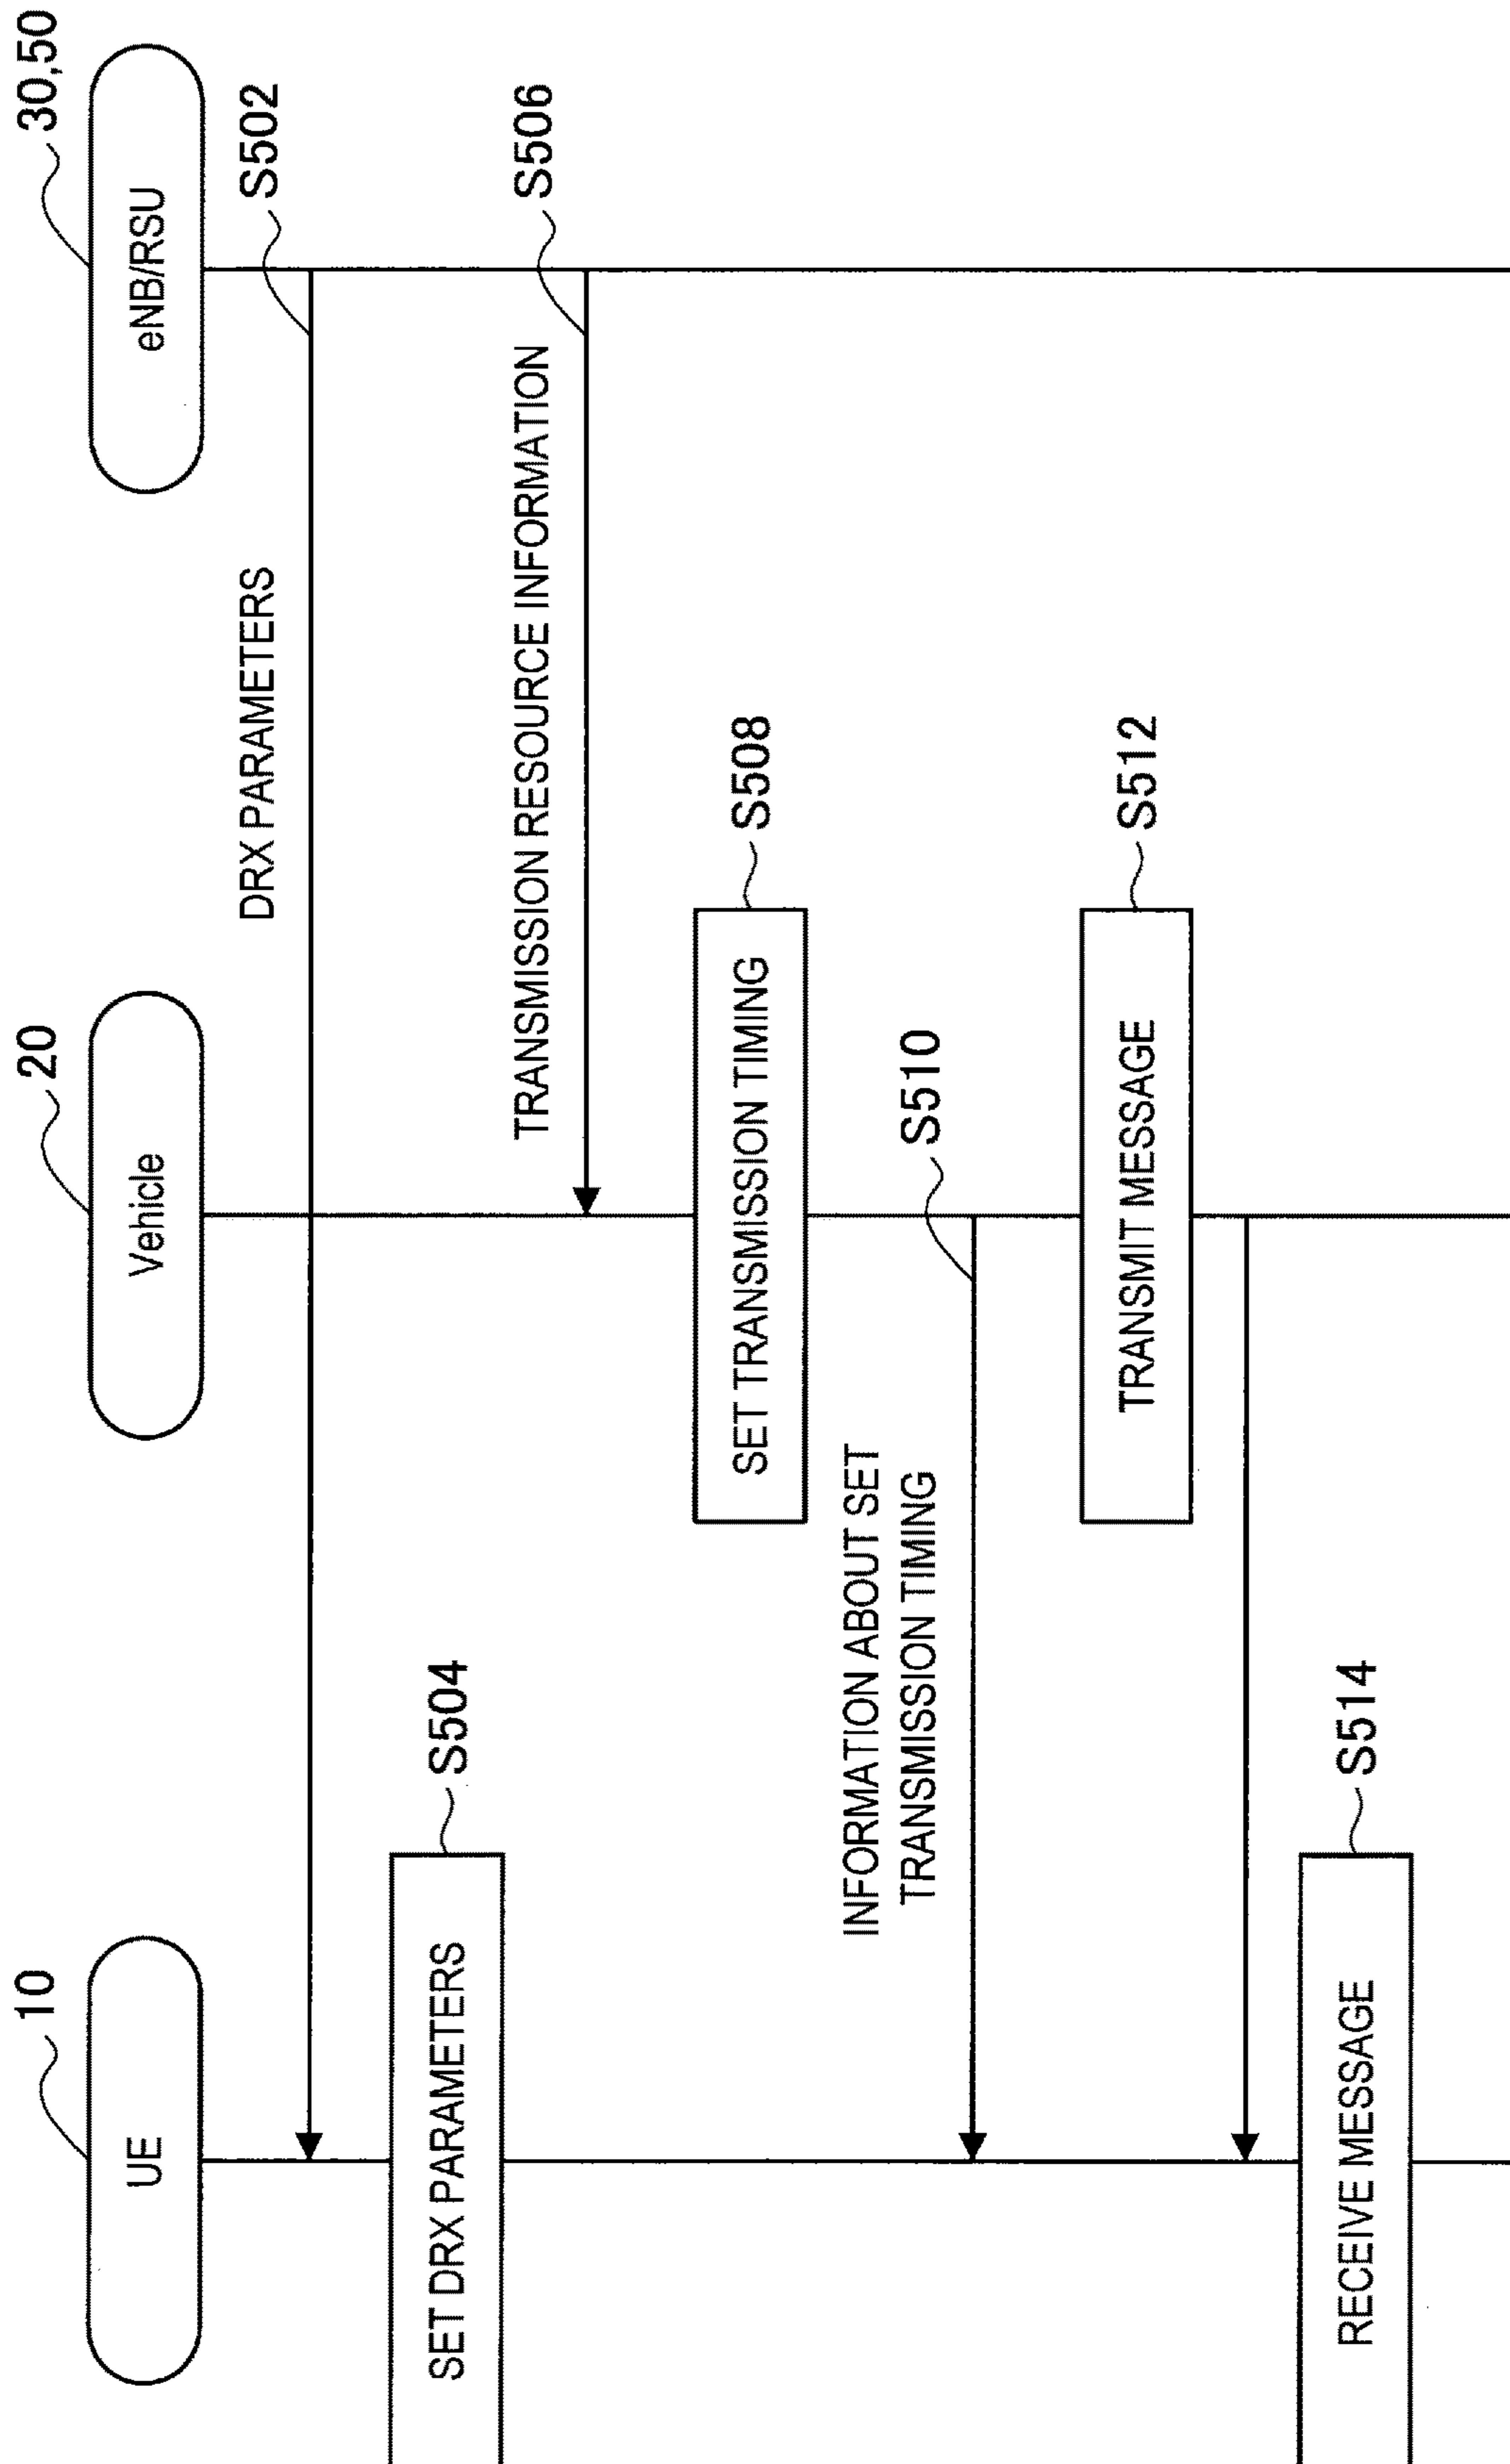 10
UE
20
Vehicle
30,50
eNB/RSU
DRX PARAMETERS
S502
SET DRX PARAMETERS
S504
TRANSMISSION RESOURCE INFORMATION
S506
SET TRANSMISSION TIMING
S508
INFORMATION ABOUT SET
TRANSMISSION TIMING
S510
TRANSMIT MESSAGE
S512
RECEIVE MESSAGE
S514